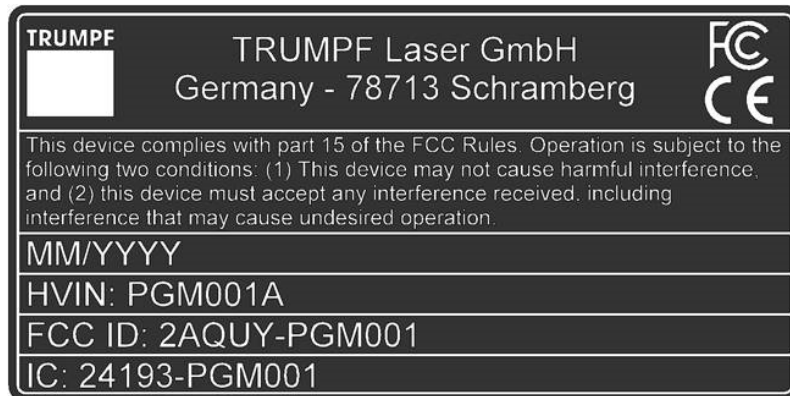 TRUMPF
TRUMPF Laser GmbH
Germany - 78713 Schramberg
FC
CE
This device complies with part 15 of the FCC Rules. Operation is subject to the
following two conditions: (1) This device may not cause harmful interference,
and (2) this device must accept any interference received, including
interference that may cause undesired operation.
MM/YYYY
HVIN: PGM001A
FCC ID: 2AQUY-PGM001
IC: 24193-PGM001